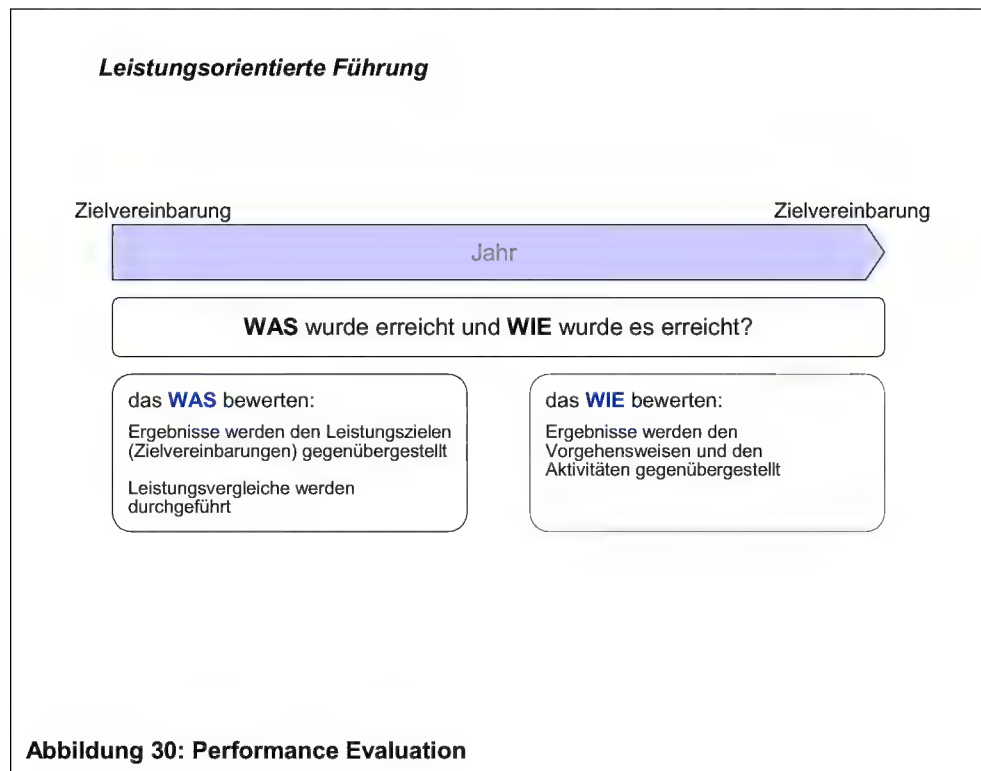 Leistungsorientierte Führung
Zielvereinbarung
Zielvereinbarung
Jahr
WAS wurde erreicht und WIE wurde es erreicht?
das WAS bewerten:
Ergebnisse werden den Leistungszielen
(Zielvereinbarungen) gegenübergestellt
Leistungsvergleiche werden
durchgeführt
das WIE bewerten:
Ergebnisse werden den
Vorgehensweisen und den
Aktivitäten gegenübergestellt
Abbildung 30: Performance Evaluation